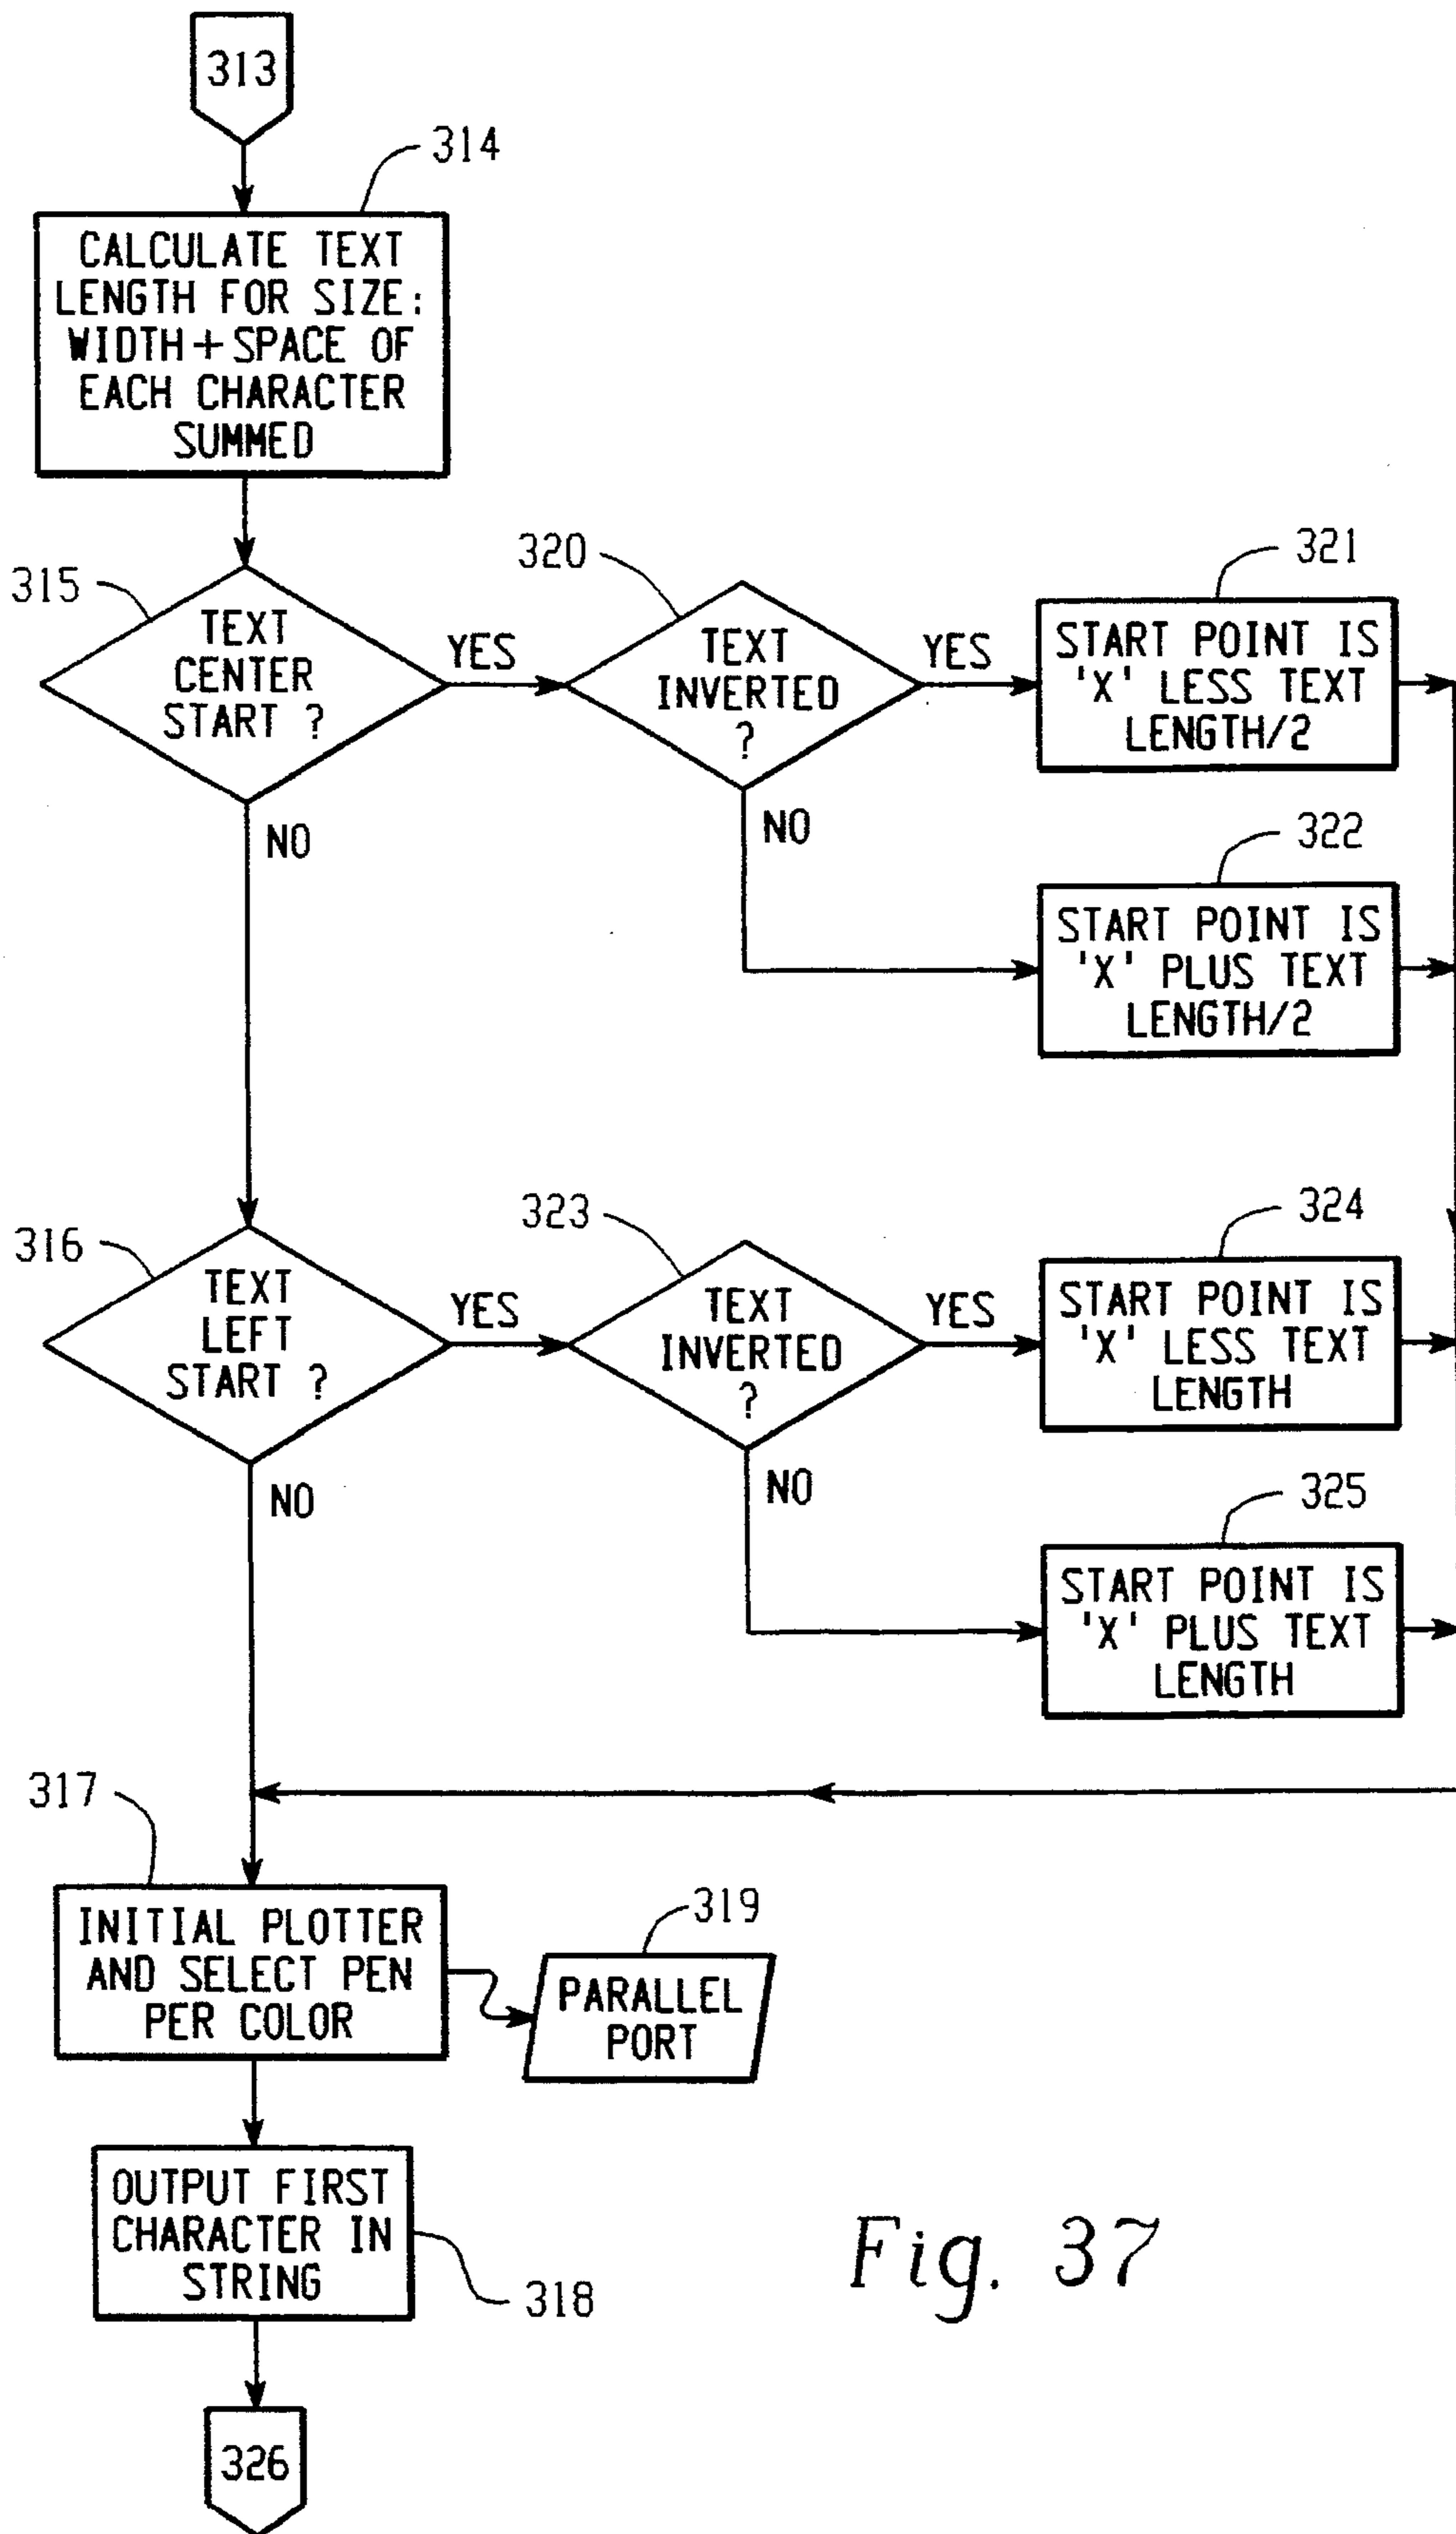 313
314
CALCULATE TEXT
LENGTH FOR SIZE:
WIDTH+SPACE OF
EACH CHARACTER
SUMMED
315
TEXT
CENTER
START ?
YES
NO
320
TEXT
INVERTED
?
YES
NO
321
START POINT IS
'X' LESS TEXT
LENGTH/2
322
START POINT IS
'X' PLUS TEXT
LENGTH/2
316
TEXT
LEFT
START ?
YES
NO
323
TEXT
INVERTED
?
YES
NO
324
START POINT IS
'X' LESS TEXT
LENGTH
325
START POINT IS
'X' PLUS TEXT
LENGTH
317
INITIAL PLOTTER
AND SELECT PEN
PER COLOR
319
PARALLEL
PORT
OUTPUT FIRST
CHARACTER IN
STRING
318
326
Fig. 37